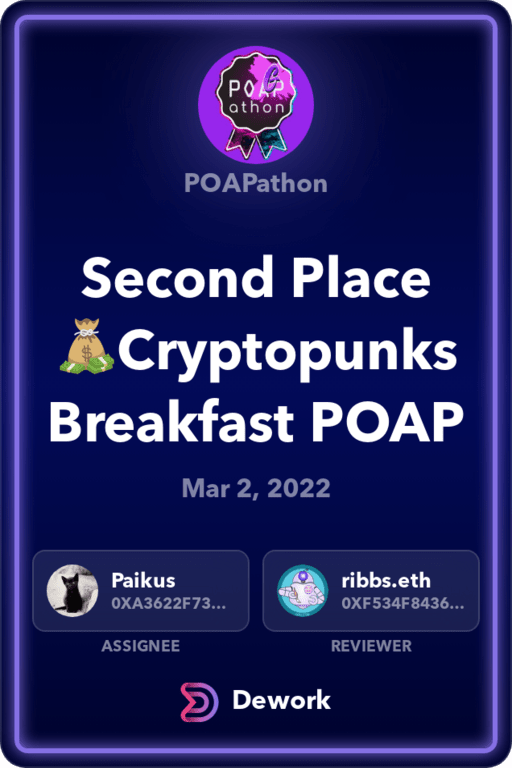 POAP
athon
POAPathon
Second Place
💰Cryptopunks
Breakfast POAP
Mar 2, 2022
Paikus
0XA3622F73...
ASSIGNEE
ribbs.eth
0XF534F8436...
REVIEWER
Dework